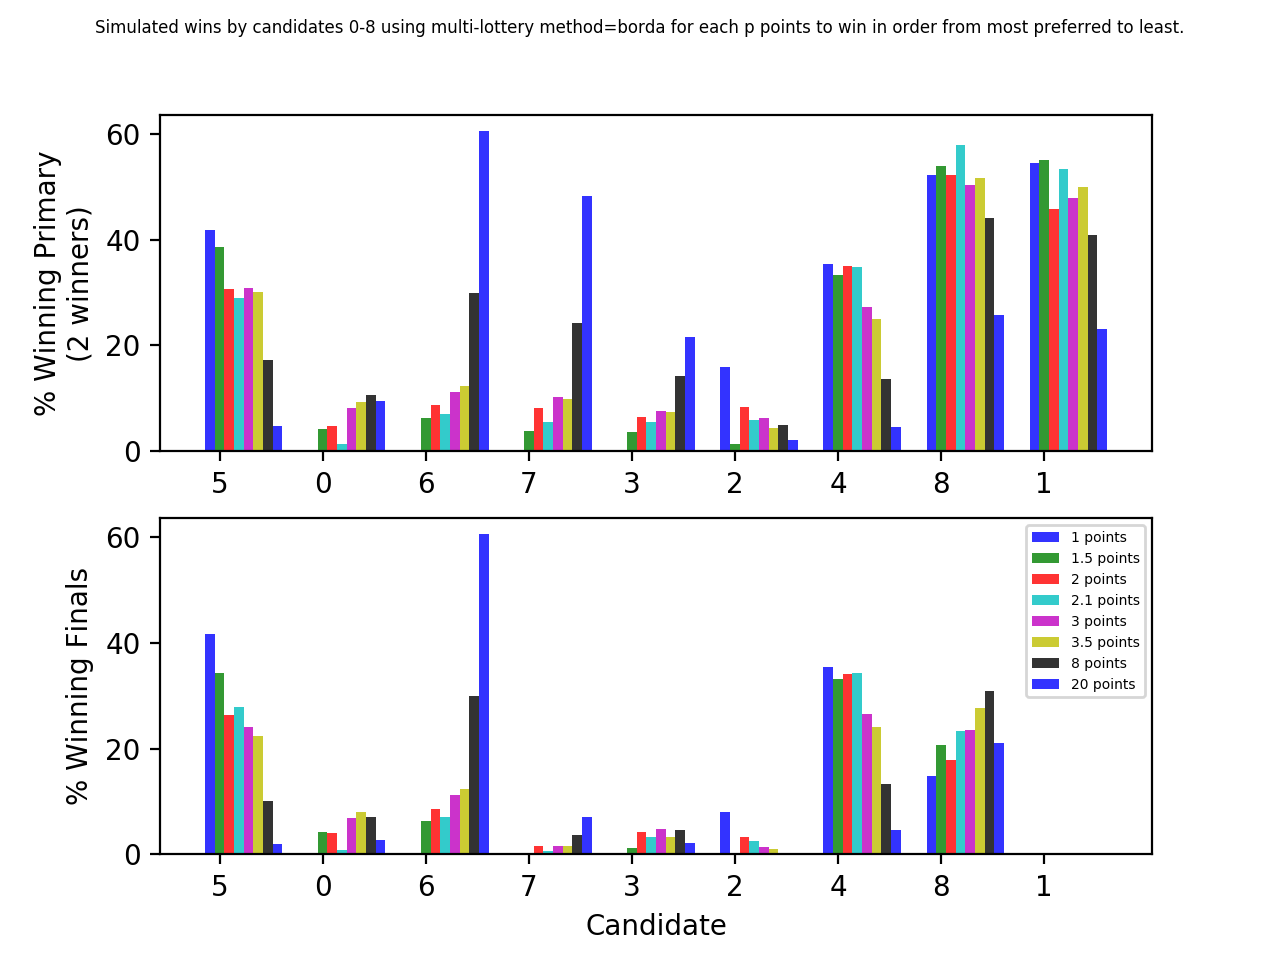 Simulated wins by candidates 0-8 using multi-lottery method=borda for each p points to win in order from most preferred to least.
% Winning Primary
(2 winners)
60
40
20
0
5 0 6 7 3 2 4 8 1
% Winning Finals
60
40
20
0
1 points
1.5 points
2 points
2.1 points
3 points
3.5 points
8 points
20 points
5 0 6 7 3 2 4 8 1
Candidate